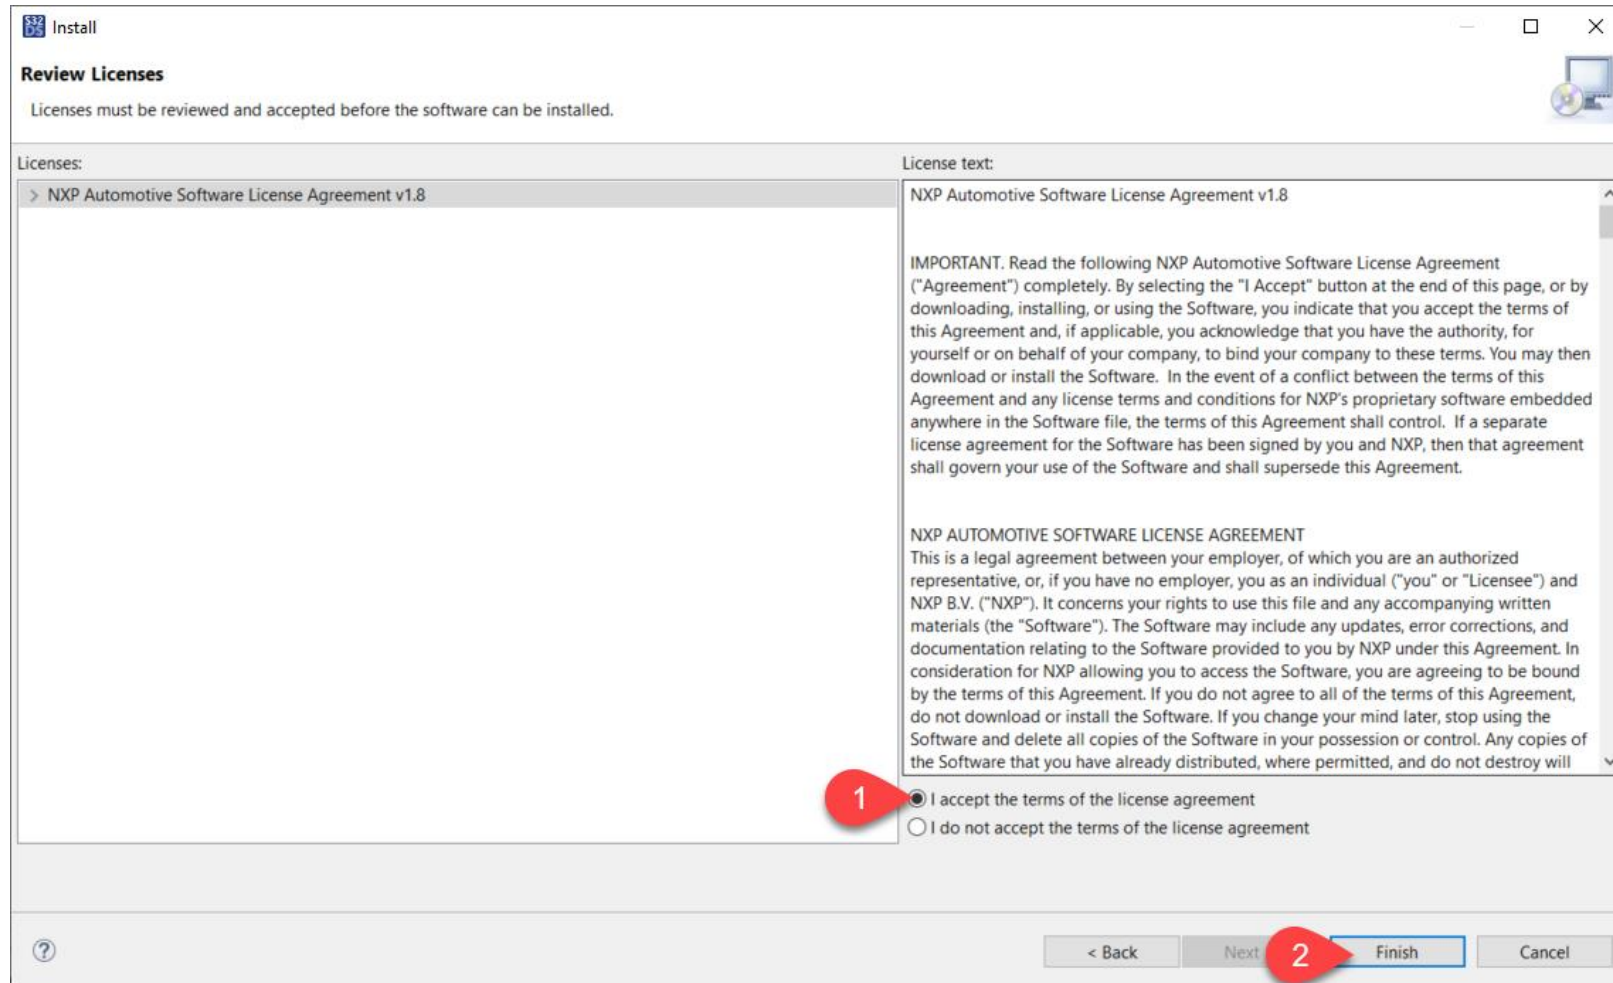 S32
DS
Install
Review Licenses
Licenses must be reviewed and accepted before the software can be installed.
Licenses:
NXP Automotive Software License Agreement v1.8
License text:
NXP Automotive Software License Agreement v1.8
IMPORTANT. Read the following NXP Automotive Software License Agreement
("Agreement") completely. By selecting the "I Accept" button at the end of this page, or by
downloading, installing, or using the Software, you indicate that you accept the terms of
this Agreement and, if applicable, you acknowledge that you have the authority, for
yourself or on behalf of your company, to bind your company to these terms. You may then
download or install the Software.  In the event of a conflict between the terms of this
Agreement and any license terms and conditions for NXP's proprietary software embedded
anywhere in the Software file, the terms of this Agreement shall control.  If a separate
license agreement for the Software has been signed by you and NXP, then that agreement
shall govern your use of the Software and shall supersede this Agreement.
NXP AUTOMOTIVE SOFTWARE LICENSE AGREEMENT
This is a legal agreement between your employer, of which you are an authorized
representative, or, if you have no employer, you as an individual ("you" or "Licensee") and
NXP B.V. ("NXP"). It concerns your rights to use this file and any accompanying written
materials (the "Software"). The Software may include any updates, error corrections, and
documentation relating to the Software provided to you by NXP under this Agreement. In
consideration for NXP allowing you to access the Software, you are agreeing to be bound
by the terms of this Agreement. If you do not agree to all of the terms of this Agreement,
do not download or install the Software. If you change your mind later, stop using the
Software and delete all copies of the Software in your possession or control. Any copies of
the Software that you have already distributed, where permitted, and do not destroy will
1
I accept the terms of the license agreement
I do not accept the terms of the license agreement
?
< Back
Next
2
Finish
Cancel